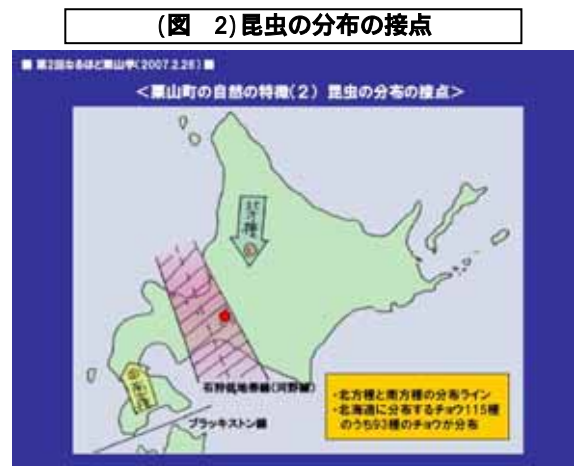 (図 2)昆虫の分布の接点
■ 第2回なるほど栗山学(2007.2.26)■
＜栗山町の自然の特徴(2) 昆虫の分布の接点＞
北方種
南方種
石狩低地帯線(河野線)
ブラッキストン線
・北方種と南方種の分布ライン
・北海道に分布するチョウ115種
のうち93種のチョウが分布